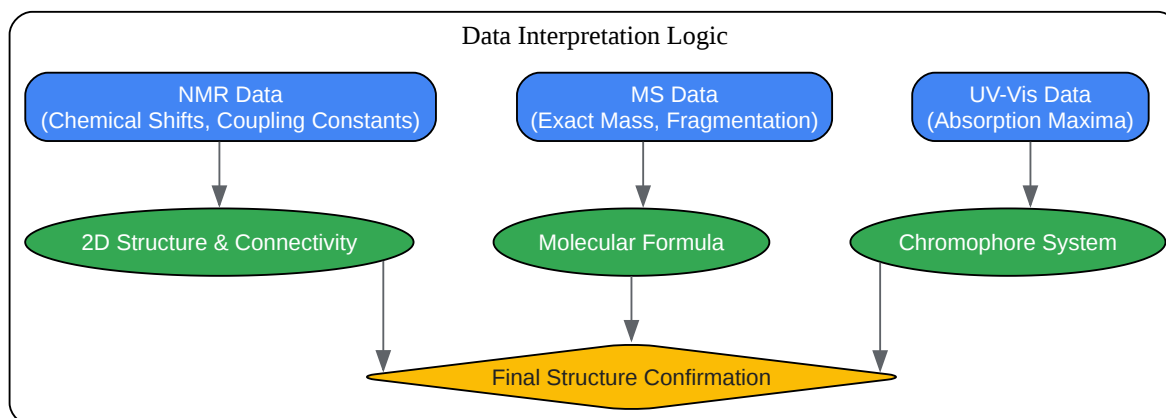 Data Interpretation Logic
NMR Data
(Chemical Shifts, Coupling Constants)
MS Data
(Exact Mass, Fragmentation)
UV-Vis Data
(Absorption Maxima)
2D Structure & Connectivity
Molecular Formula
Chromophore System
Final Structure Confirmation